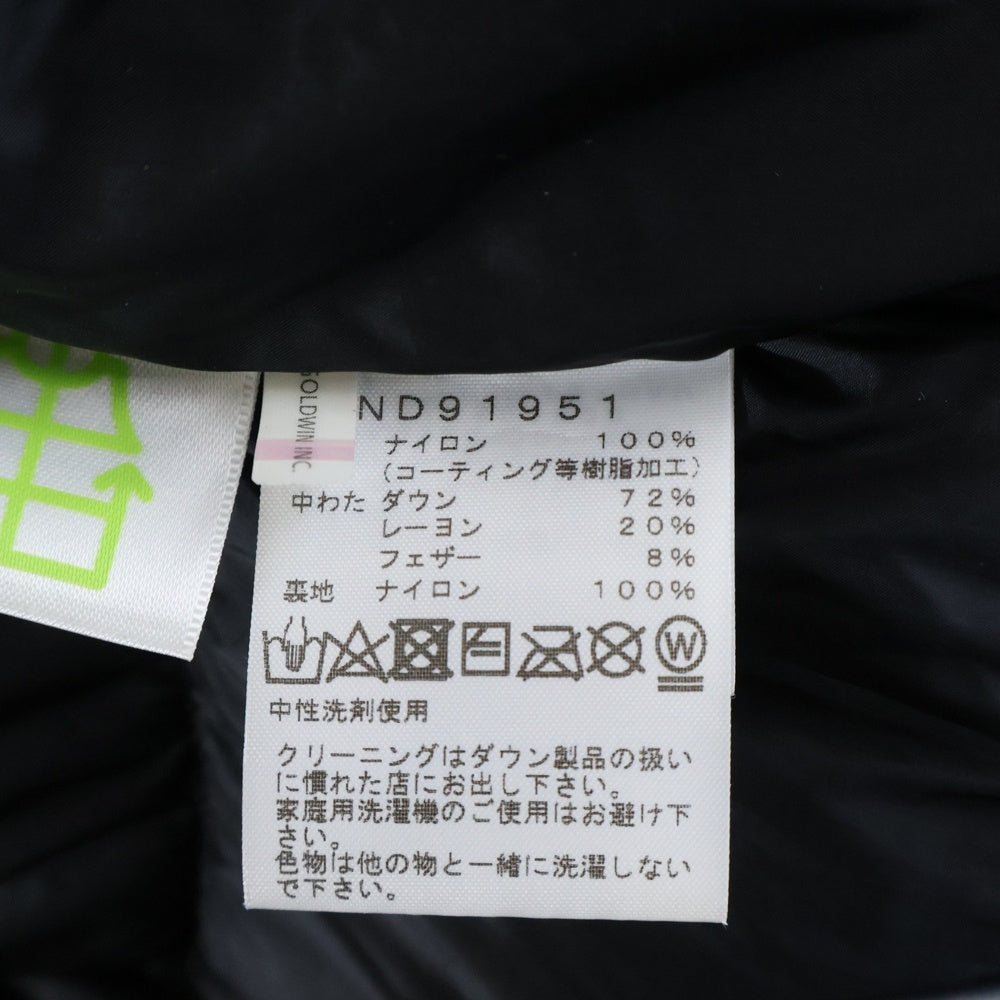 GOLDWIN INC
ND91951
ナイロン 100%
(コーティング等樹脂加工)
中わた ダウン 72%
レーヨン 20%
フェザー 8%
裏地 ナイロン 100%
W
中性洗剤使用
クリーニングはダウン製品の扱い
に慣れた店にお出し下さい。
家庭用洗濯機のご使用はお避け下
さい。
色物は他の物と一緒に洗濯しない
で下さい。